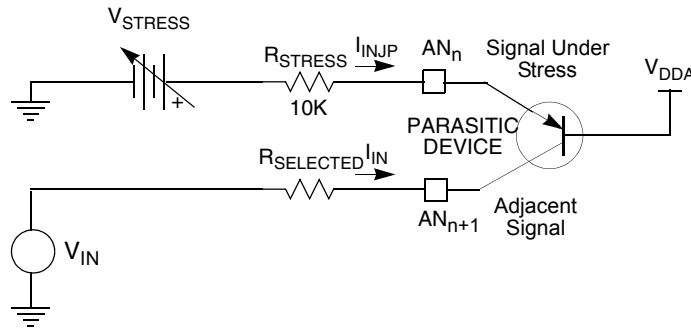 V_STRESS
R_STRESS
I_INJP
AN_n
Signal Under
Stress
V_DDA
+
10K
PARASITIC
DEVICE
R_SELECTED
I_IN
AN_n+1
Adjacent
Signal
V_IN